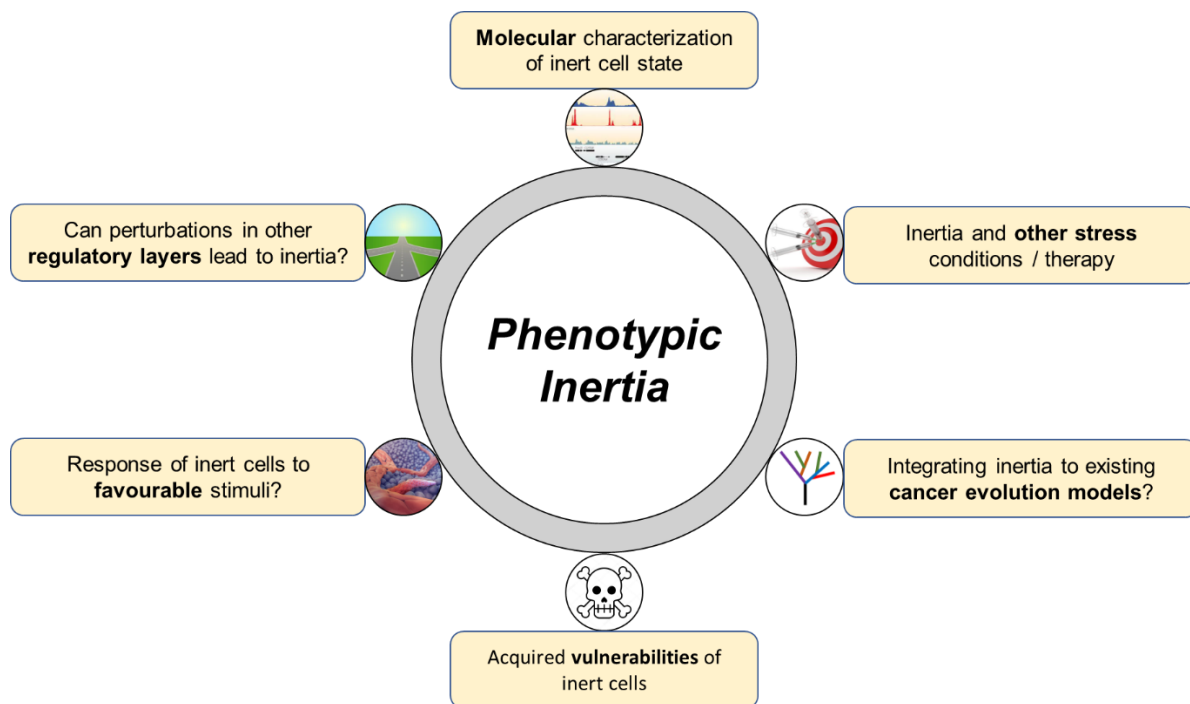 Molecular characterization
of inert cell state
Can perturbations in other
regulatory layers lead to inertia?
Inertia and other stress
conditions / therapy
Phenotypic
Inertia
Response of inert cells to
favourable stimuli?
Integrating inertia to existing
cancer evolution models?
Acquired vulnerabilities of
inert cells